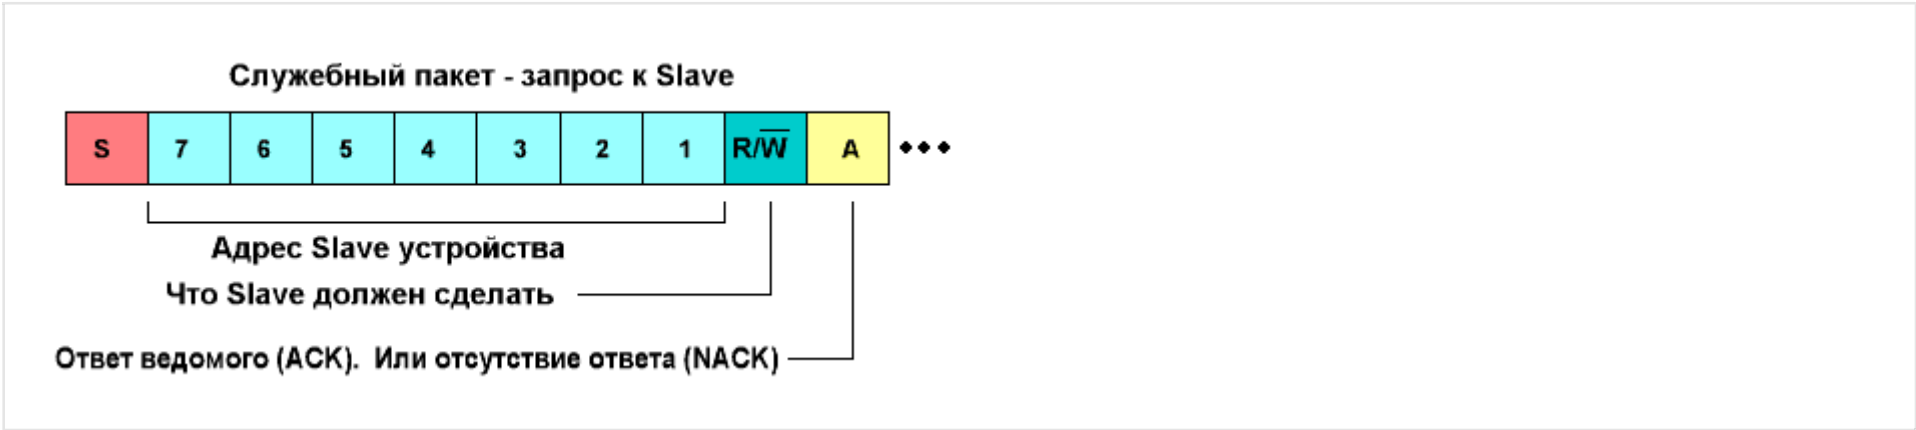 Служебный пакет - запрос к Slave
S 7 6 5 4 3 2 1 R/W̅ A •••
Адрес Slave устройства
Что Slave должен сделать
Ответ ведомого (ACK). Или отсутствие ответа (NACK)